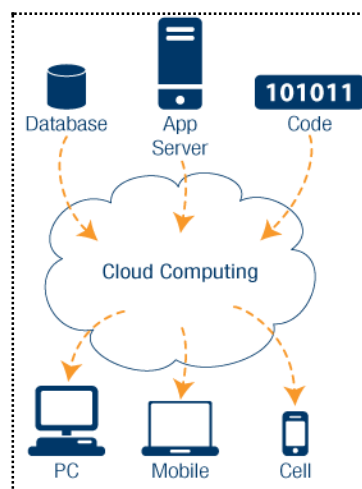 101011
Database
App
Server
Code
Cloud Computing
PC
Mobile
Cell